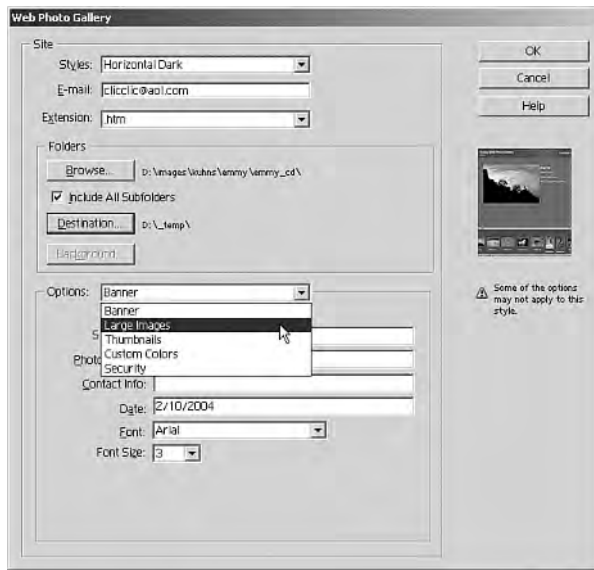 Web Photo Gallery
Site
Styles: Horizontal Dark
E-mail: clicclic@aol.com
Extension: .htm
Folders
Browse... D:\images\kuhns\emmy\emmy_cd\
Include All Subfolders
Destination... D:\_temp\
Background...
Options: Banner
Banner
Large Images
Thumbnails
Custom Colors
Security
S
Photo
Contact Info:
Date: 2/10/2004
Font: Arial
Font Size: 3
OK
Cancel
Help
Some of the options
may not apply to this
style.